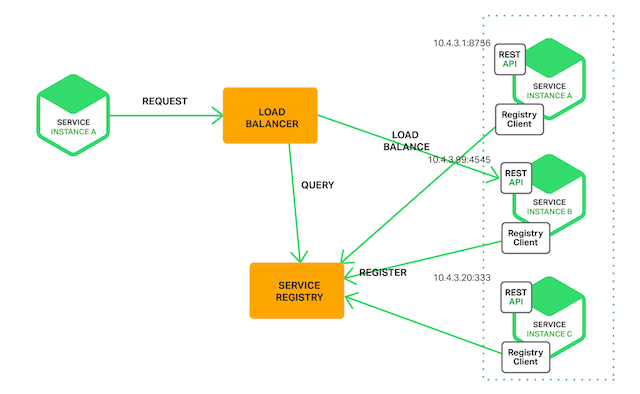 SERVICE
INSTANCE A
REQUEST
LOAD
BALANCER
QUERY
LOAD
BALANCE
SERVICE
REGISTRY
REGISTER
10.4.3.1:8756
REST
API
SERVICE
INSTANCE A
Registry
Client
10.4.3.99:4545
REST
API
SERVICE
INSTANCE B
Registry
Client
10.4.3.20:333
REST
API
SERVICE
INSTANCE C
Registry
Client